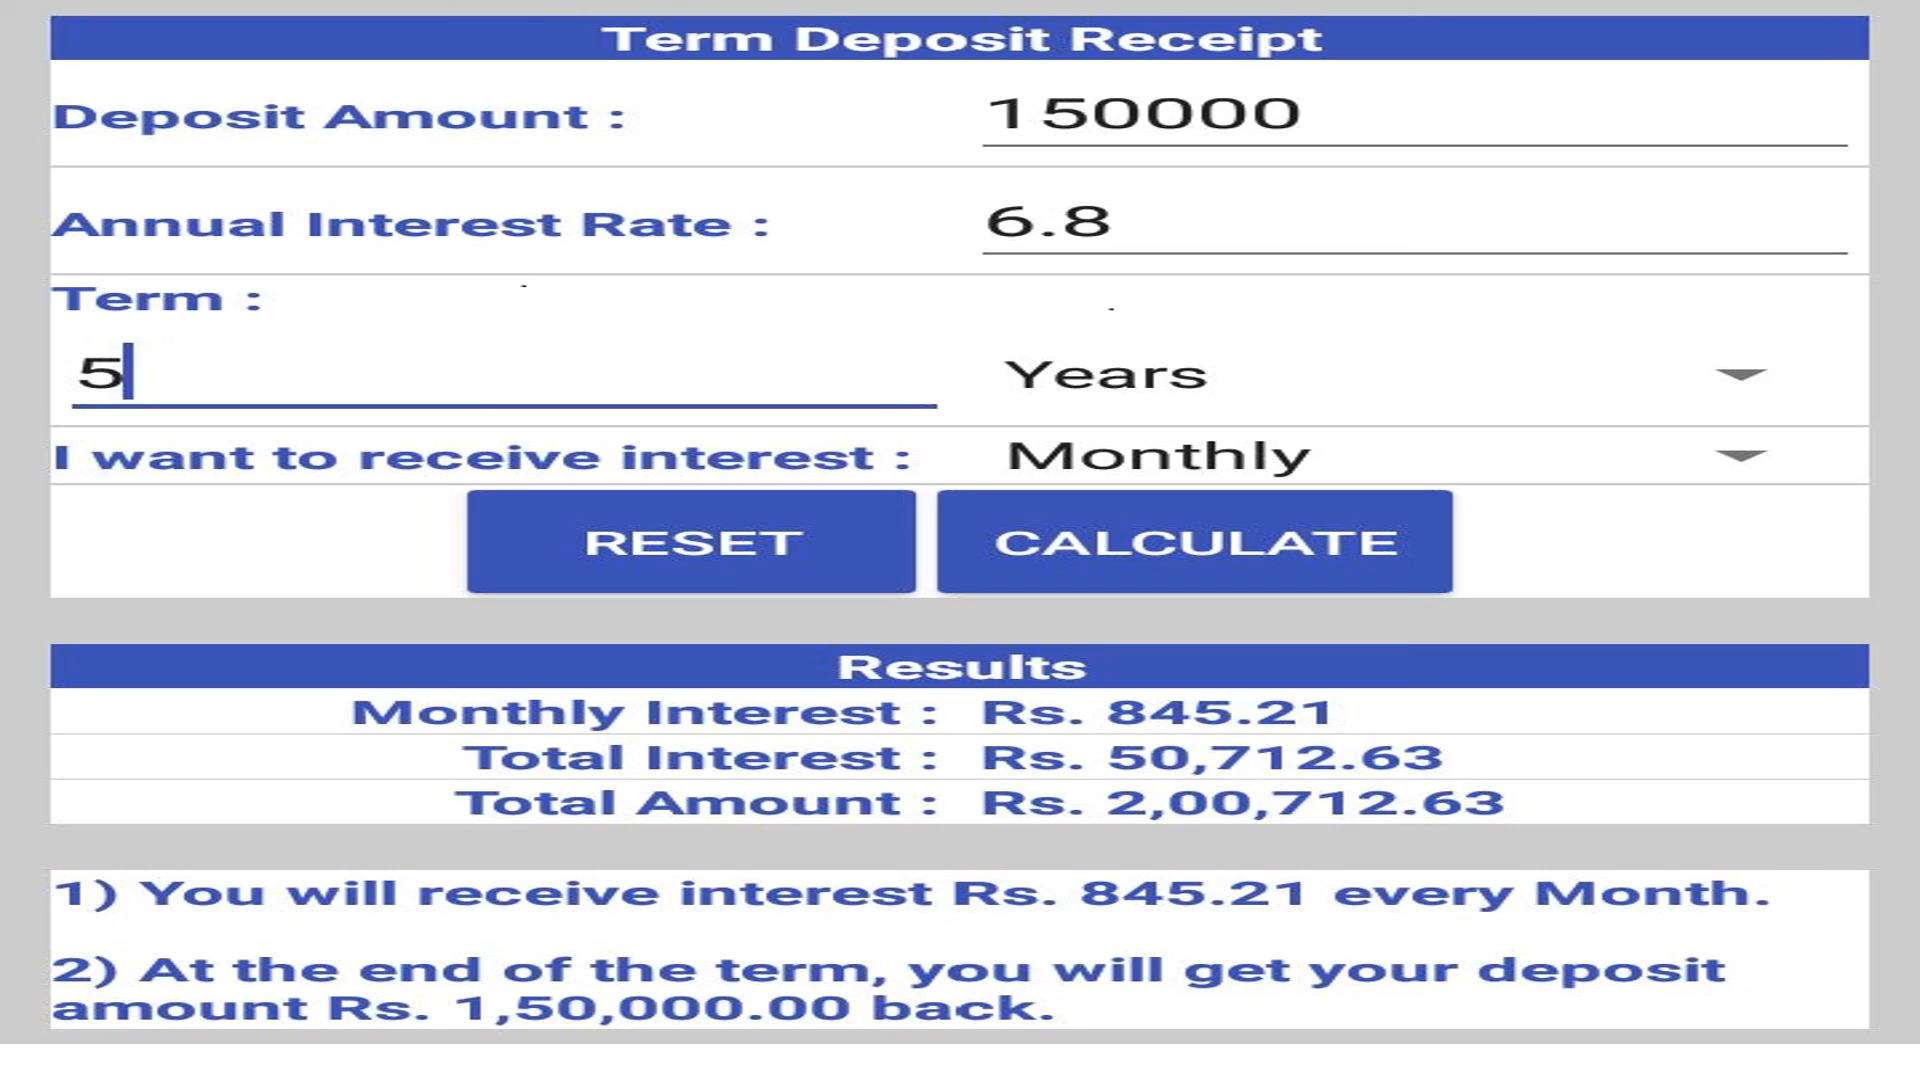 Term Deposit Receipt
Deposit Amount : 150000
Annual Interest Rate : 6.8
Term :
5 Years
I want to receive interest : Monthly
RESET CALCULATE
Results
Monthly Interest : Rs. 845.21
Total Interest : Rs. 50,712.63
Total Amount : Rs. 2,00,712.63
1) You will receive interest Rs. 845.21 every Month.
2) At the end of the term, you will get your deposit
amount Rs. 1,50,000.00 back.